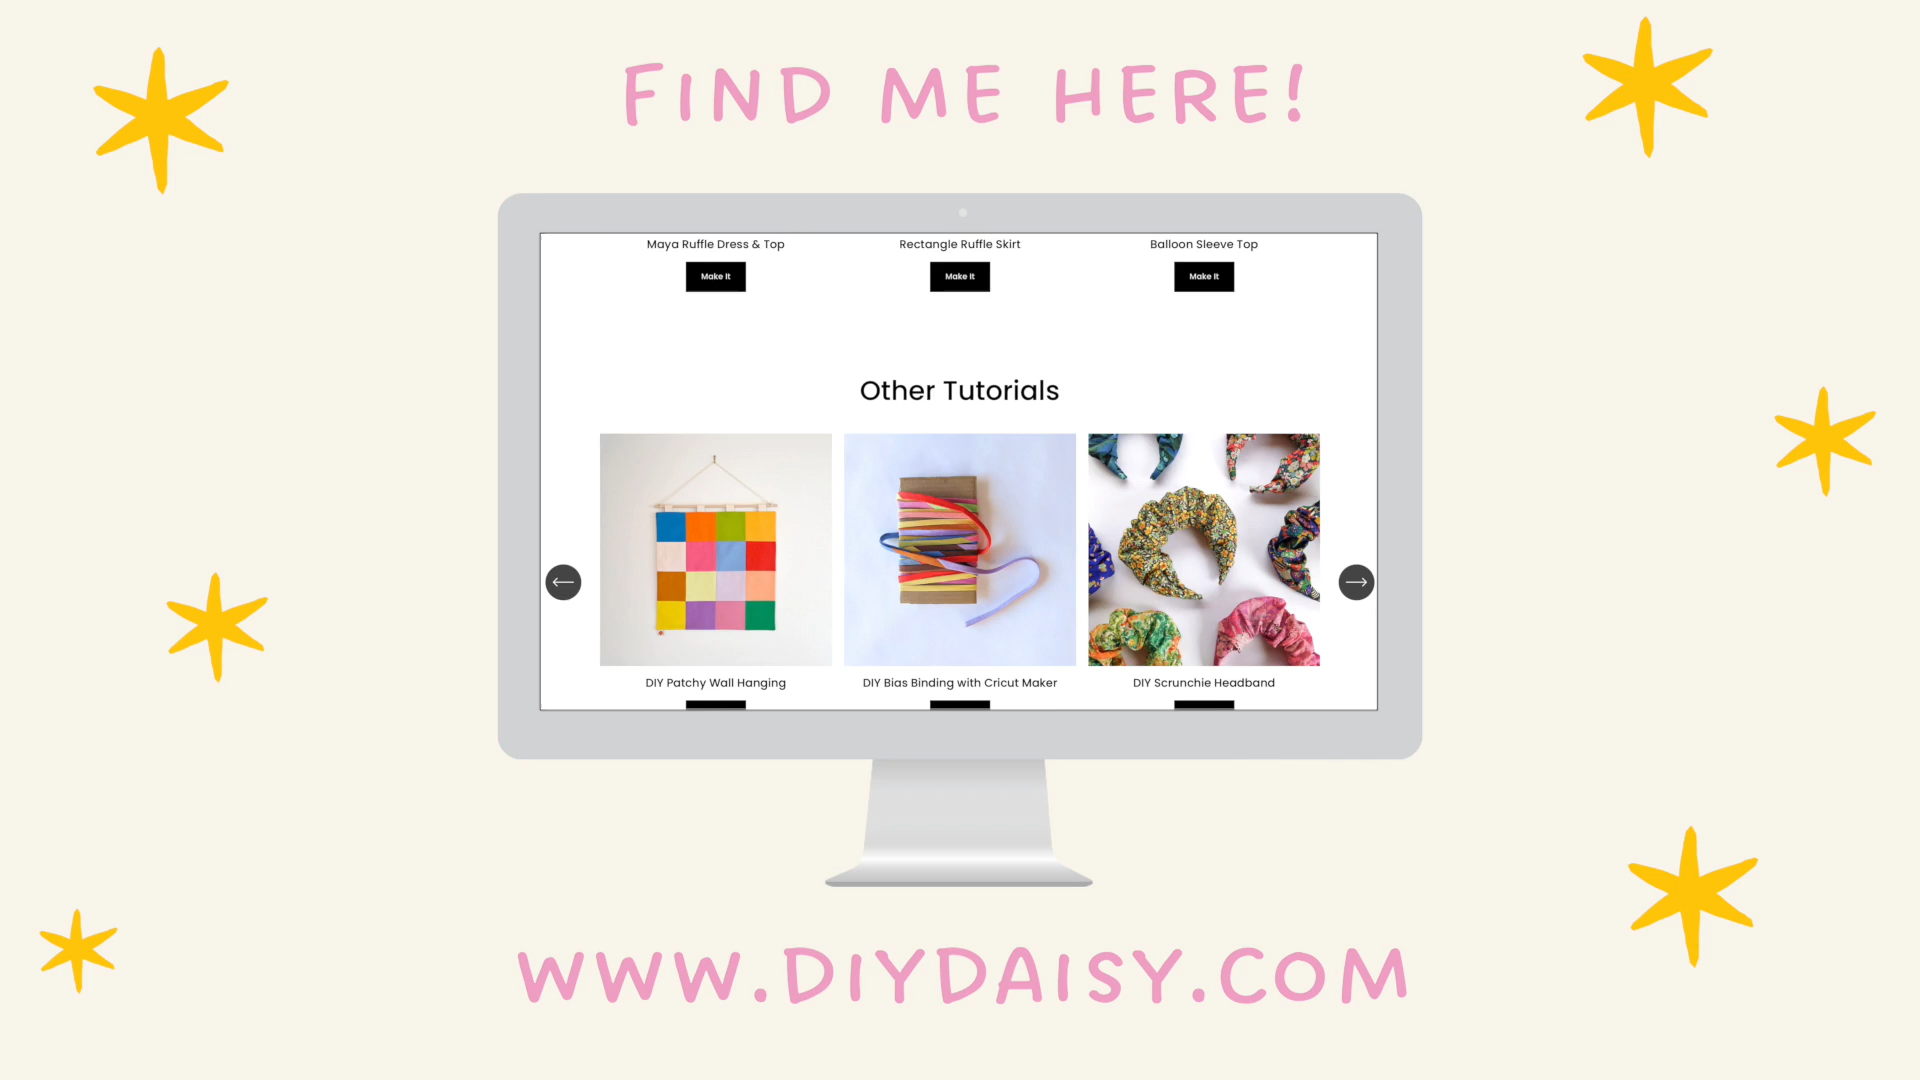 FIND ME HERE!
Maya Ruffle Dress & Top
Rectangle Ruffle Skirt
Balloon Sleeve Top
Make It
Make It
Make It
Other Tutorials
DIY Patchy Wall Hanging
DIY Bias Binding with Cricut Maker
DIY Scrunchie Headband
WWW.DIYDAISY.COM